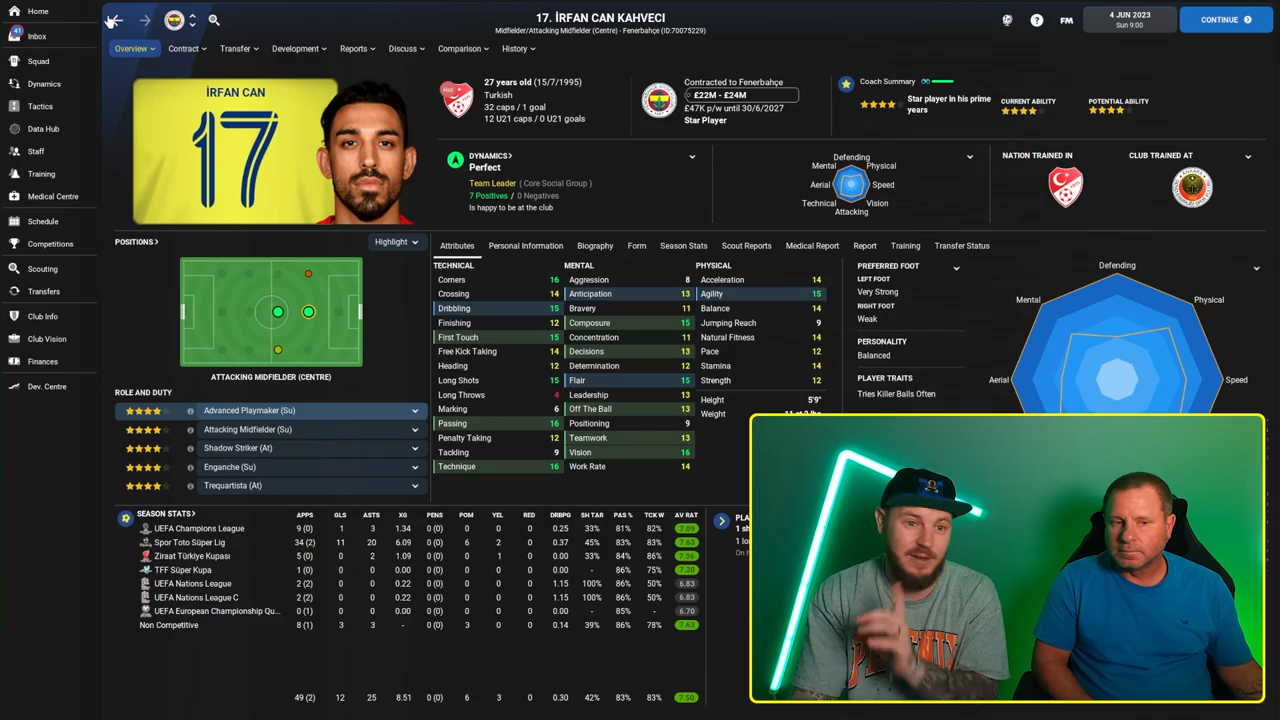 Home
41
Inbox
Squad
Dynamics
Tactics
Data Hub
Staff
Training
Medical Centre
Schedule
Competitions
Scouting
Transfers
Club Info
Club Vision
Finances
Dev. Centre
17. İRFAN CAN KAHVECI
Midfielder/Attacking Midfielder (Centre) - Fenerbahçe (ID:70075229)
FM
4 JUN 2023
Sun 9:00
CONTINUE
Overview Contract Transfer Development Reports Discuss Comparison History
İRFAN CAN
17
Hol
27 years old (15/7/1995)
Turkish
32 caps / 1 goal
12 U21 caps / 0 U21 goals
Contracted to Fenerbahçe
£22M - £24M
£47K p/w until 30/6/2027
Star Player
Coach Summary
Star player in his prime
years
CURRENT ABILITY
POTENTIAL ABILITY
DYNAMICS
Perfect
Team Leader ( Core Social Group )
7 Positives / 0 Negatives
Is happy to be at the club
Defending
Mental Physical
Aerial Speed
Technical Vision
Attacking
NATION TRAINED IN
CLUB TRAINED AT
POSITIONS
Highlight
ATTACKING MIDFIELDER (CENTRE)
ROLE AND DUTY
Advanced Playmaker (Su)
Attacking Midfielder (Su)
Shadow Striker (At)
Enganche (Su)
Trequartista (At)
Attributes Personal Information Biography Form Season Stats Scout Reports Medical Report Report Training Transfer Status
TECHNICAL
Corners 16
Crossing 14
Dribbling 15
Finishing 12
First Touch 15
Free Kick Taking 14
Heading 12
Long Shots 15
Long Throws 4
Marking 6
Passing 16
Penalty Taking 12
Tackling 9
Technique 16
MENTAL
Aggression 8
Anticipation 13
Bravery 11
Composure 15
Concentration 11
Decisions 13
Determination 12
Flair 15
Leadership 13
Off The Ball 13
Positioning 9
Teamwork 13
Vision 16
Work Rate 14
PHYSICAL
Acceleration 14
Agility 15
Balance 14
Jumping Reach 9
Natural Fitness 14
Pace 12
Stamina 14
Strength 12
Height 5'9"
Weight
PREFERRED FOOT
LEFT FOOT
Very Strong
RIGHT FOOT
Weak
PERSONALITY
Balanced
PLAYER TRAITS
Tries Killer Balls Often
Defending
Mental Physical
Aerial Speed
SEASON STATS APPS GLS ASTS XG PENS POM YEL RED DRBPG SH TAR PAS % TCK W AV RAT
UEFA Champions League 9 (0) 1 3 1.34 0 (0) 0 0 0 0.25 33% 81% 82% 7.09
Spor Toto Süper Lig 34 (2) 11 20 6.09 0 (0) 6 2 0 0.37 45% 83% 83% 7.63
Ziraat Türkiye Kupası 5 (0) 0 2 1.09 0 (0) 0 1 0 0.00 33% 84% 86% 7.36
TFF Süper Kupa 1 (0) 0 0 0.00 0 (0) 0 0 0 0.00 - 86% 75% 7.20
UEFA Nations League 2 (2) 0 0 0.22 0 (0) 0 0 0 1.15 100% 86% 50% 6.83
UEFA Nations League C 2 (2) 0 0 0.22 0 (0) 0 0 0 1.15 100% 86% 50% 6.83
UEFA European Championship Qu... 0 (1) 0 0 0.00 0 (0) 0 0 0 0.00 - 85% - 6.70
Non Competitive 8 (1) 3 3 - 0 (0) 3 0 0 0.14 39% 86% 78% 7.63
49 (2) 12 25 8.51 0 (0) 6 3 0 0.30 42% 83% 83% 7.50